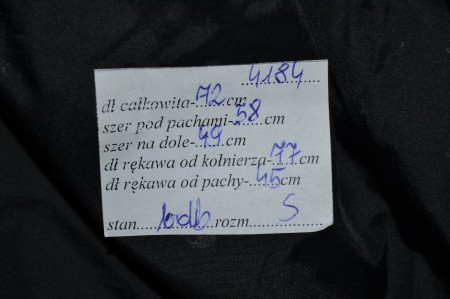 4184
dł całkowita-72cm
szer pod pachami-58cm
szer na dole-49cm
dł rękawa od kołnierza-77cm
dł rękawa od pachy-45cm
stan......bdb..rozm......S